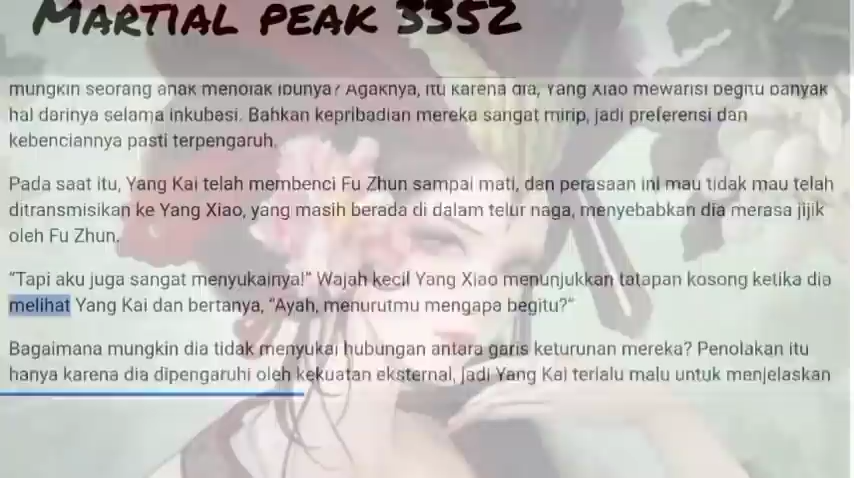 MARTIAL PEAK 3352
mungkin seorang anak menolak ibunya? Agaknya, itu karena dia, Yang Xiao mewarisi begitu banyak
hal darinya selama inkubasi. Bahkan kepribadian mereka sangat mirip, jadi preferensi dan
kebenciannya pasti terpengaruh.
Pada saat itu, Yang Kai telah membenci Fu Zhun sampai mati, dan perasaan ini mau tidak mau telah
ditransmisikan ke Yang Xiao, yang masih berada di dalam telur naga, menyebabkan dia merasa jijik
oleh Fu Zhun.
“Tapi aku juga sangat menyukainya!” Wajah kecil Yang Xiao menunjukkan tatapan kosong ketika dia
melihat Yang Kai dan bertanya, “Ayah, menurutmu mengapa begitu?”
Bagaimana mungkin dia tidak menyukai hubungan antara garis keturunan mereka? Penolakan itu
hanya karena dia dipengaruhi oleh kekuatan eksternal, jadi Yang Kai terlalu malu untuk menjelaskan